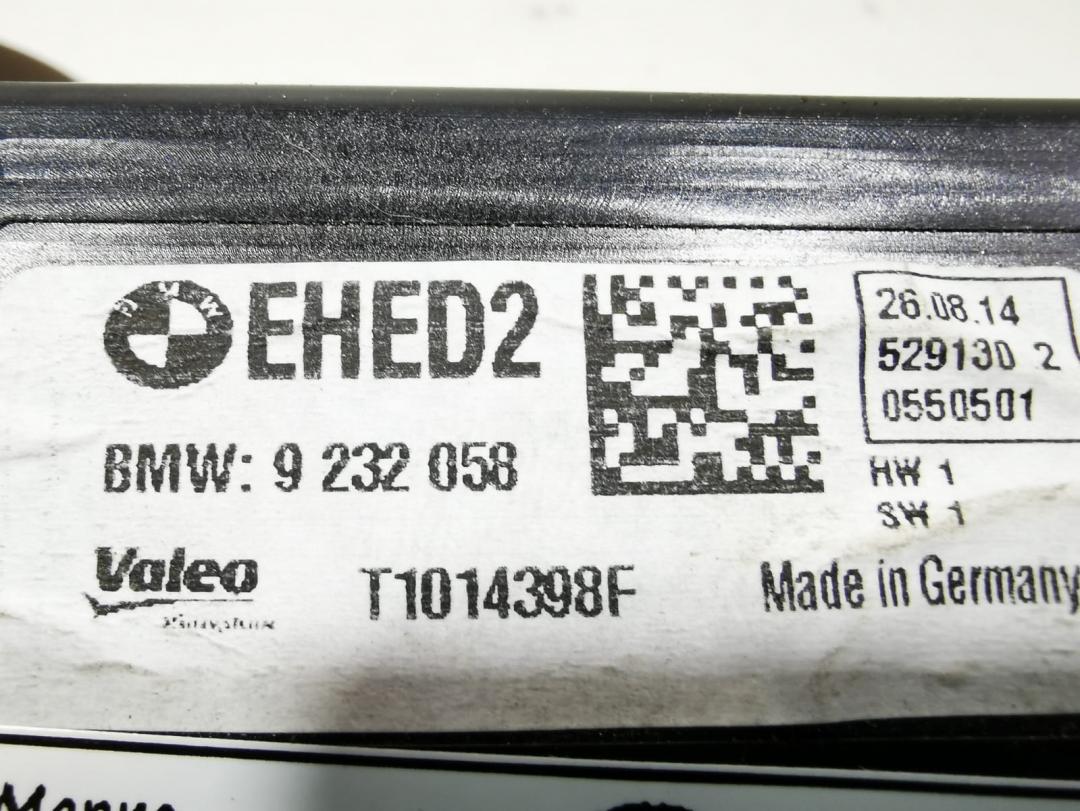 BMW EHED2
26.08.14
529130 2
0550501
BMW: 9 232 058
HW 1
SW 1
Valeo
T1014398F
Made in Germany